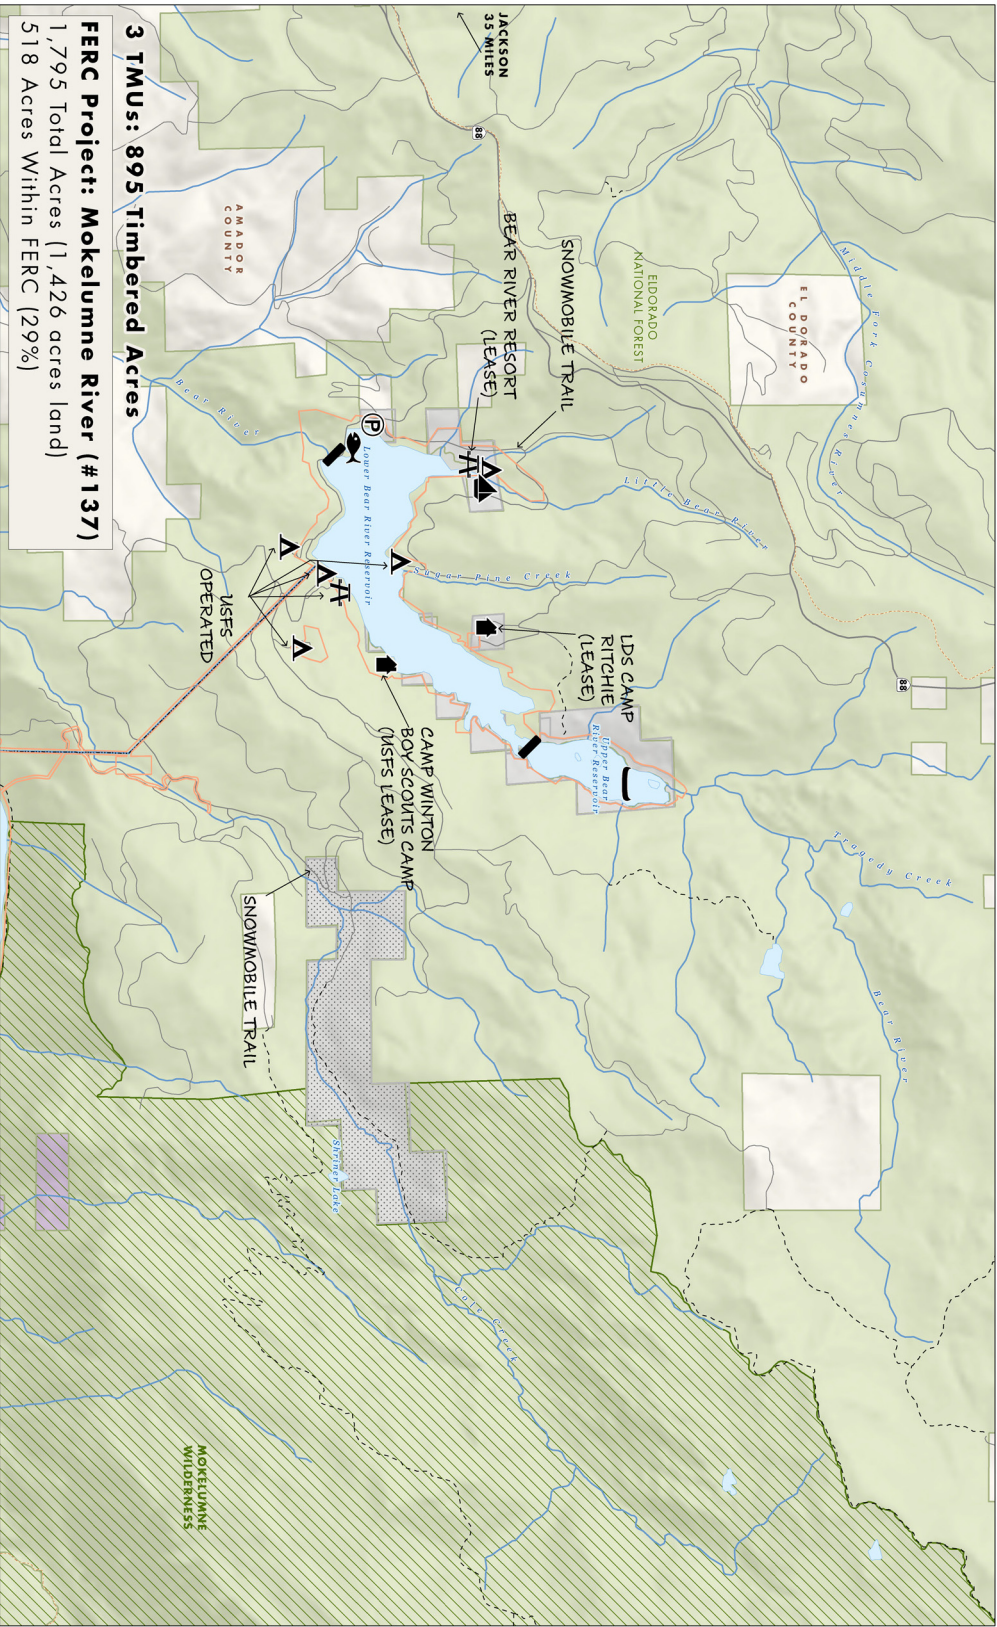 JACKSON
35 MILES
88
Middle Fork Cosumnes River
EL DORADO
COUNTY
ELDORADO
NATIONAL FOREST
SNOWMOBILE TRAIL
BEAR RIVER RESORT
(LEASE)
AMADOR
COUNTY
Bear River
P
Lower Bear River Reservoir
Little Bear River
Sugar Pine Creek
LDS CAMP
RITCHIE
(LEASE)
88
Upper Bear
River Reservoir
USFS
OPERATED
CAMP WINTON
BOY SCOUTS CAMP
(USFS LEASE)
Tragedy Creek
Bear River
SNOWMOBILE TRAIL
Shriner Lake
Cole Creek
MOKELUMNE
WILDERNESS
3 TMUs: 895 Timbered Acres
FERC Project: Mokelumne River (#137)
1,795 Total Acres (1,426 acres land)
518 Acres Within FERC (29%)